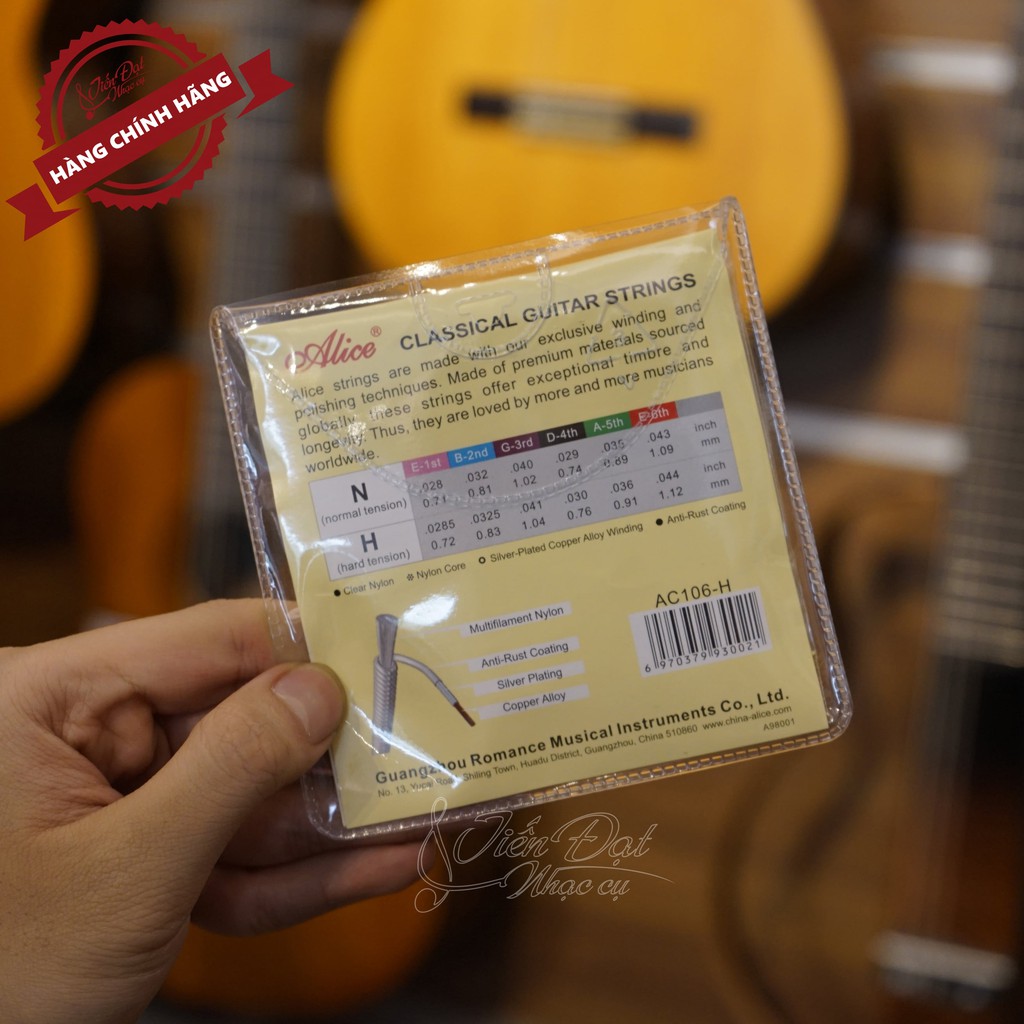 Tiến Đạt
Nhạc cụ
HÀNG CHÍNH HÃNG
Alice® CLASSICAL GUITAR STRINGS
Alice strings are made with our exclusive winding and
polishing techniques. Made of premium materials sourced
globally, these strings offer exceptional timbre and
longevity. Thus, they are loved by more and more musicians
worldwide.
E-1st B-2nd G-3rd D-4th A-5th E-6th
N .028 .032 .040 .029 .035 .043 inch
(normal tension) 0.71 0.81 1.02 0.74 0.89 1.09 mm
H .0285 .0325 .041 .030 .036 .044 inch
(hard tension) 0.72 0.83 1.04 0.76 0.91 1.12 mm
● Clear Nylon ※ Nylon Core ○ Silver-Plated Copper Alloy Winding ● Anti-Rust Coating
Multifilament Nylon
Anti-Rust Coating
Silver Plating
Copper Alloy
AC106-H
6 970379 930021
Guangzhou Romance Musical Instruments Co., Ltd.
No. 13, Road, Shiling Town, Huadu District, Guangzhou, China 510860 www.china-alice.com
A98001
Tiến Đạt
Nhạc cụ